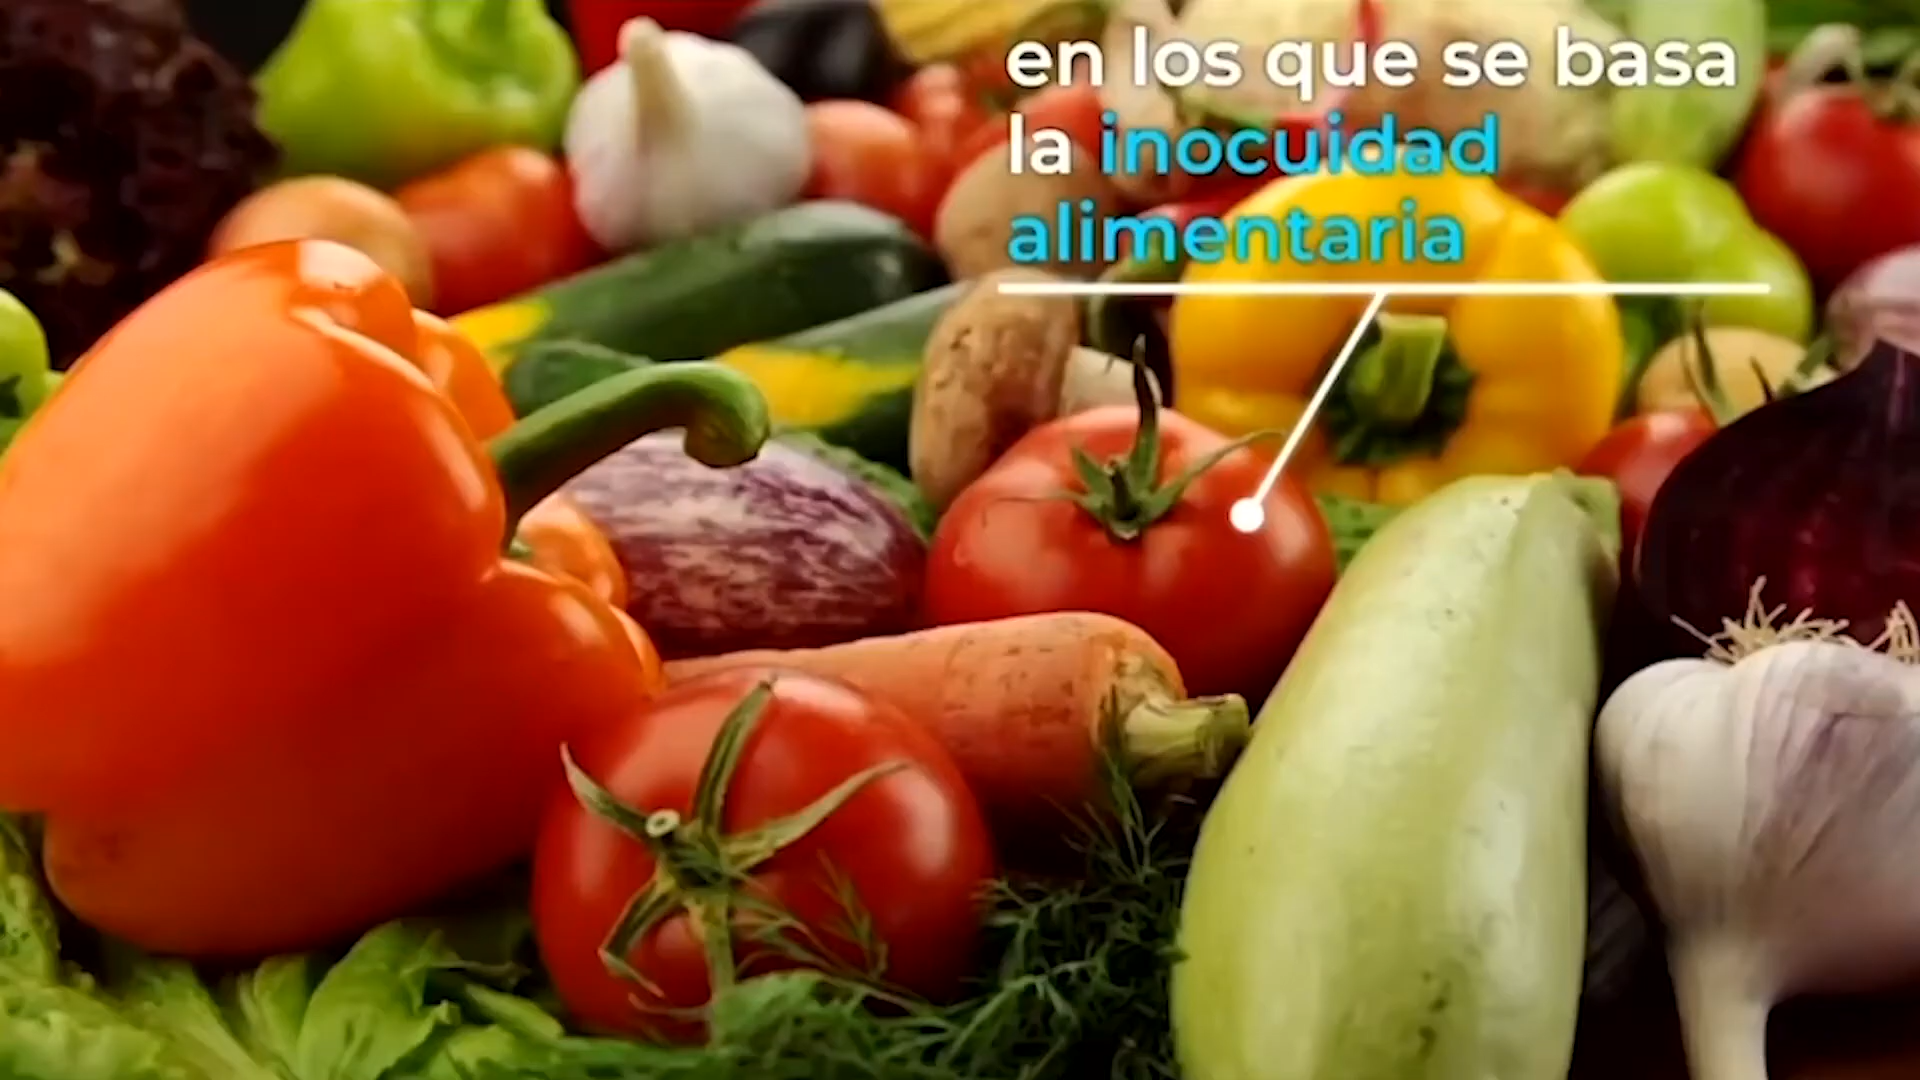 en los que se basa
la inocuidad
alimentaria